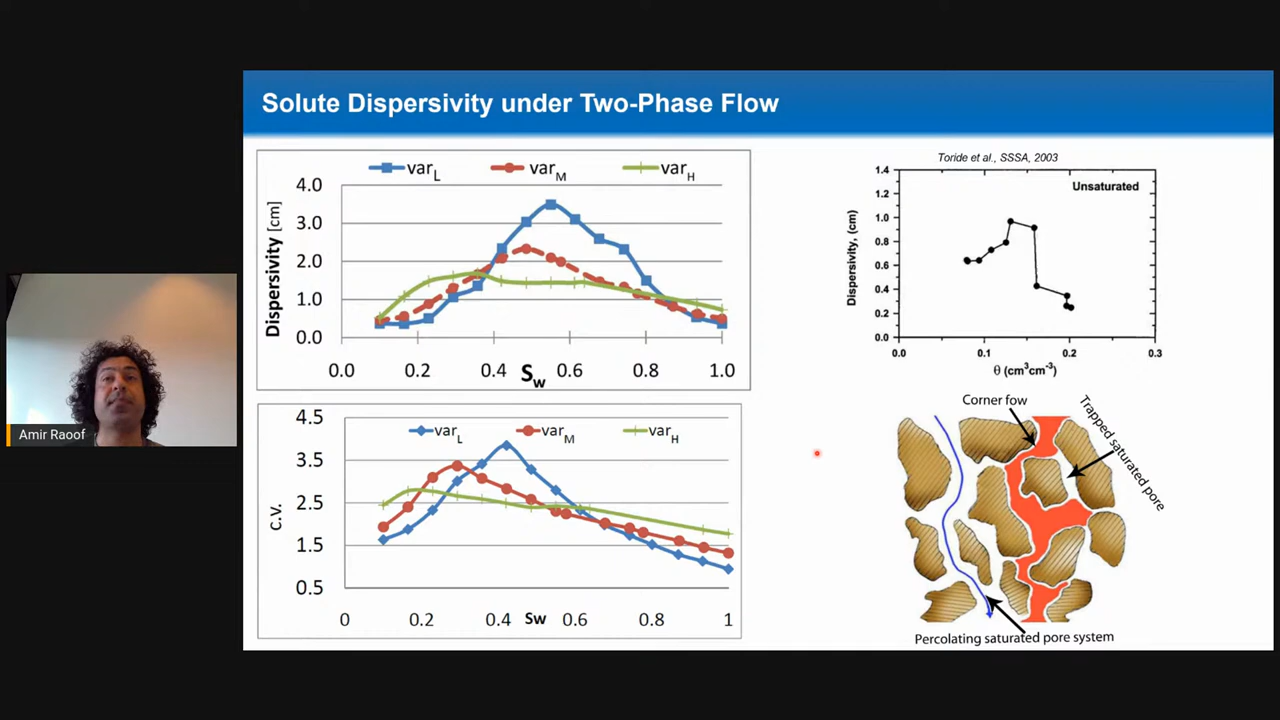 Solute Dispersivity under Two-Phase Flow
var_L var_M var_H
4.0
3.0
2.0
1.0
0.0
Dispersivity [cm]
0.0 0.2 0.4 0.6 0.8 1.0
S_w
4.5
3.5
2.5
1.5
0.5
var_L var_M var_H
C.V.
0 0.2 0.4 0.6 0.8 1
Sw
Toride et al., SSSA, 2003
1.4
1.2
1.0
0.8
0.6
0.4
0.2
0.0
Unsaturated
Dispersivity, (cm)
0.0 0.1 0.2 0.3
θ (cm³cm⁻³)
Corner fow
Trapped saturated pore
Percolating saturated pore system
Amir Raoof